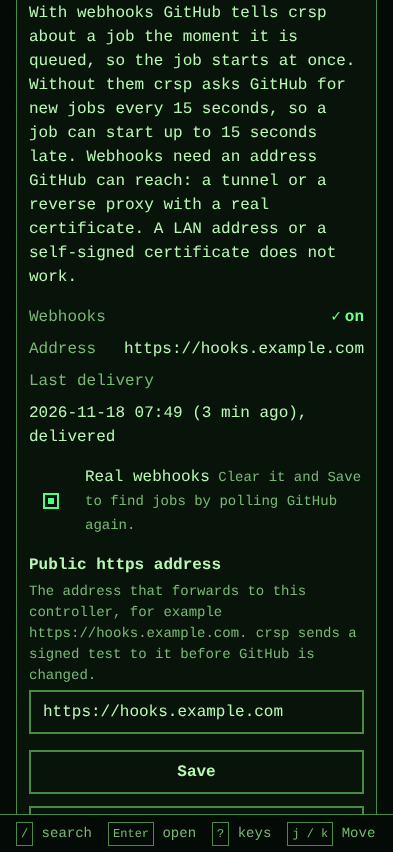 With webhooks GitHub tells crsp
about a job the moment it is
queued, so the job starts at once.
Without them crsp asks GitHub for
new jobs every 15 seconds, so a
job can start up to 15 seconds
late. Webhooks need an address
GitHub can reach: a tunnel or a
reverse proxy with a real
certificate. A LAN address or a
self-signed certificate does not
work.
Webhooks ✓ on
Address https://hooks.example.com
Last delivery
2026-11-18 07:49 (3 min ago),
delivered
Real webhooks Clear it and Save
to find jobs by polling GitHub
again.
Public https address
The address that forwards to this
controller, for example
https://hooks.example.com. crsp sends a
signed test to it before GitHub is
changed.
https://hooks.example.com
Save
/ search Enter open ? keys j / k Move